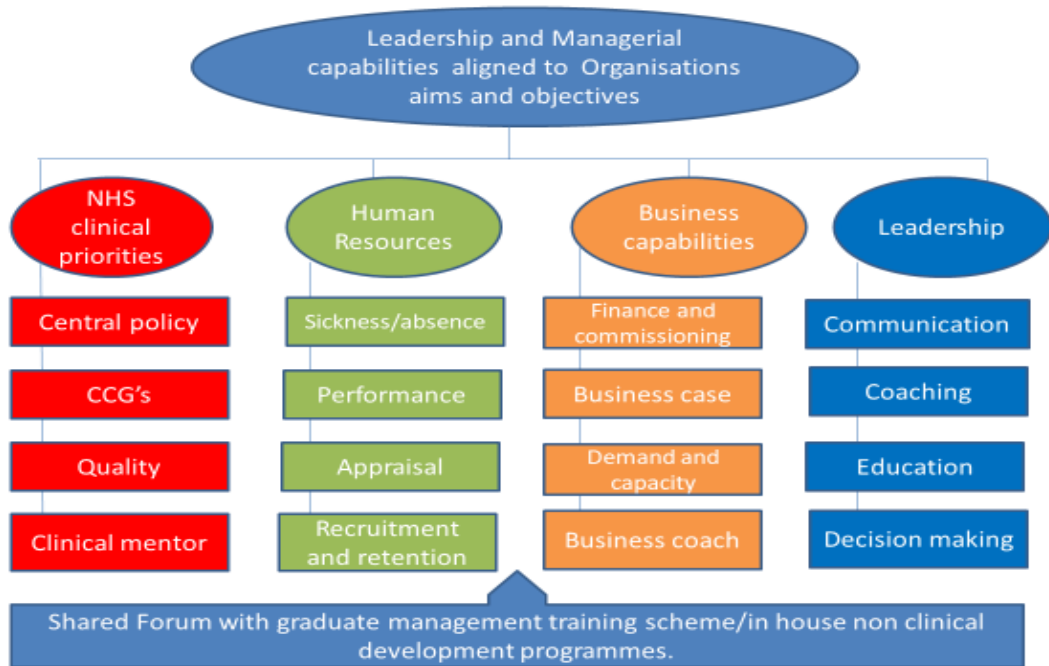 Leadership and Managerial
capabilities aligned to Organisations
aims and objectives
NHS
clinical
priorities
Human
Resources
Business
capabilities
Leadership
Central policy
CCG's
Quality
Clinical mentor
Sickness/absence
Performance
Appraisal
Recruitment
and retention
Finance and
commissioning
Business case
Demand and
capacity
Business coach
Communication
Coaching
Education
Decision making
Shared Forum with graduate management training scheme/in house non clinical
development programmes.